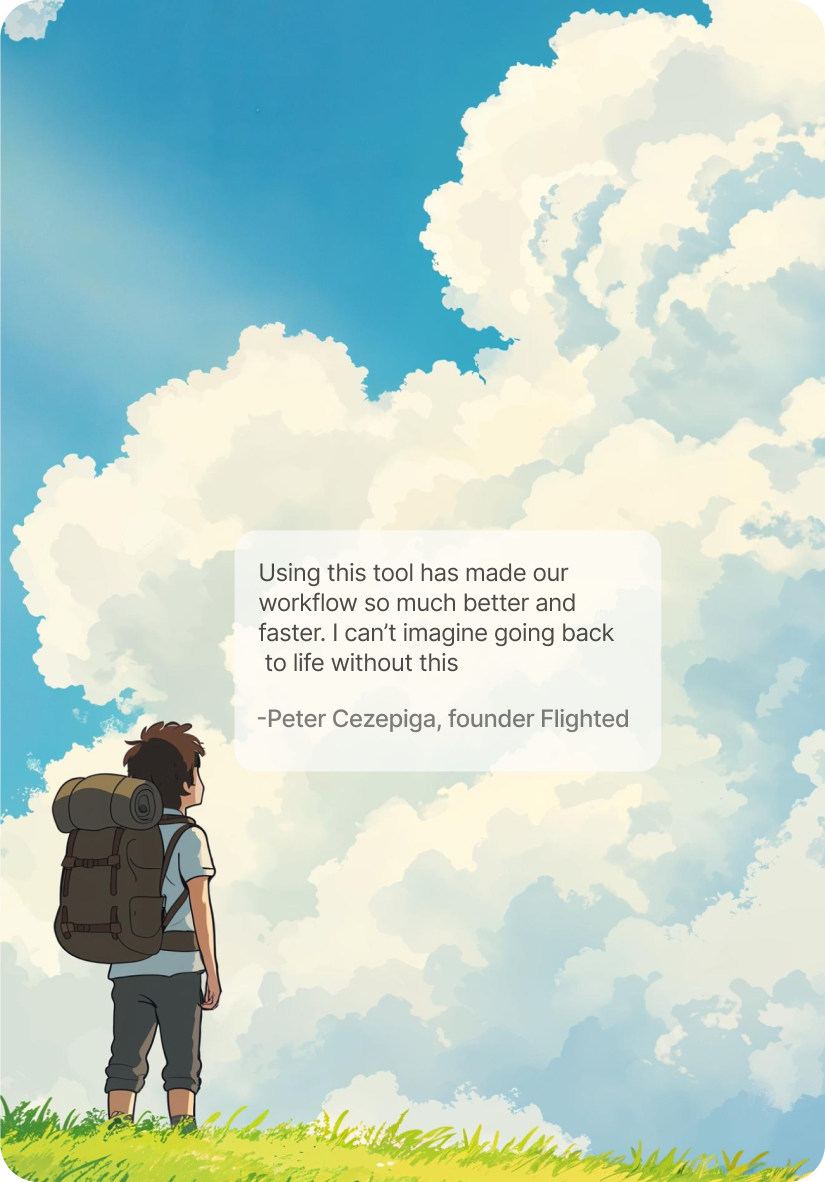 Using this tool has made our
workflow so much better and
faster. I can’t imagine going back
to life without this
-Peter Cezepiga, founder Flighted